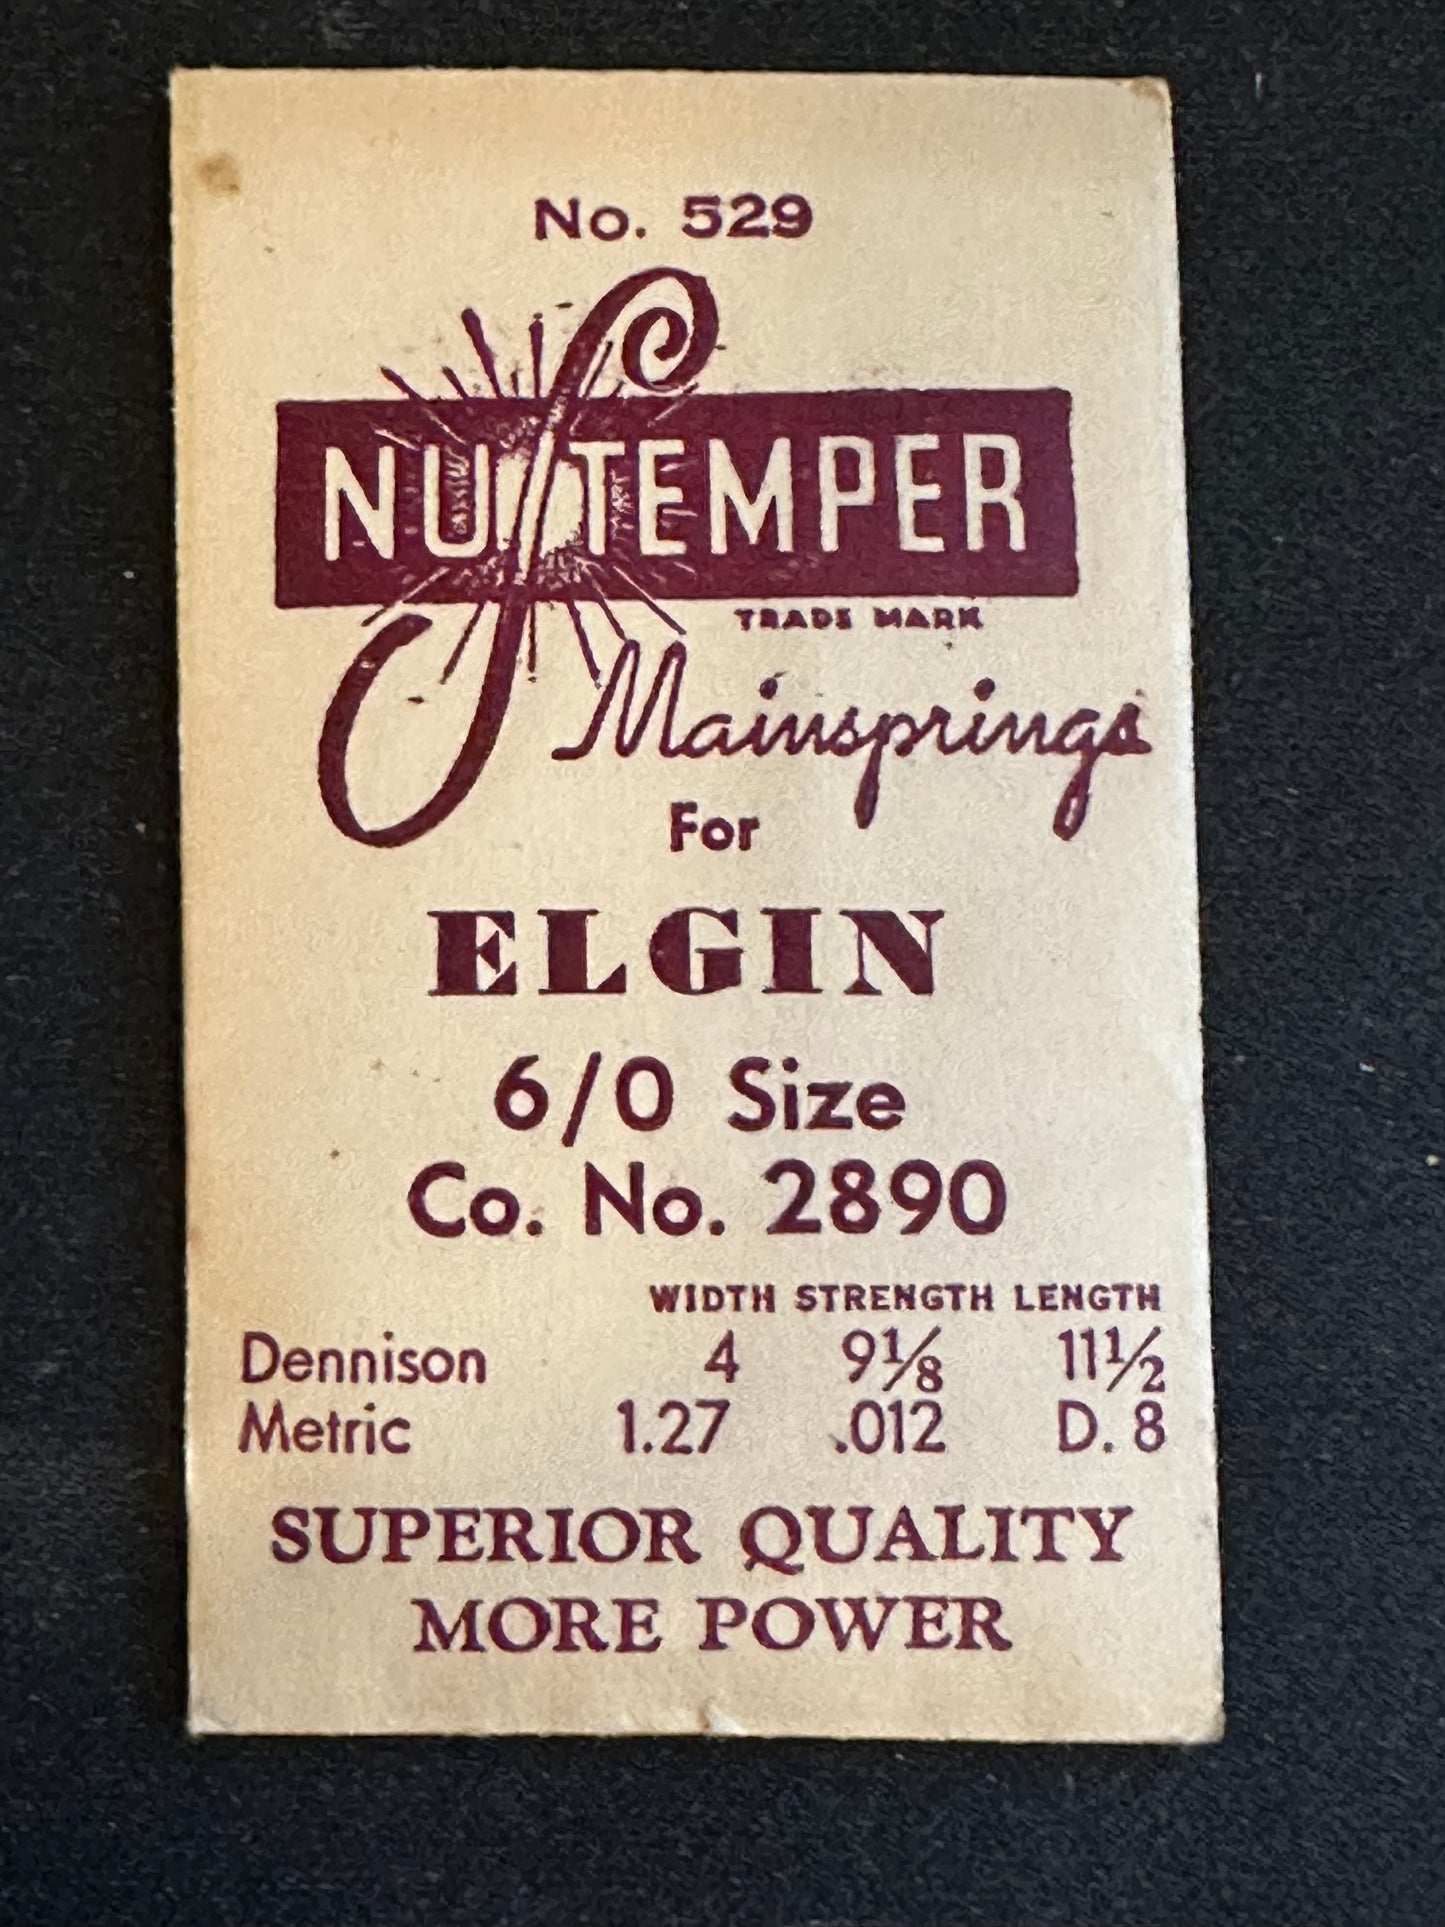 No. 529
NU TEMPER
TRADE MARK
Mainsprings
For
ELGIN
6/0 Size
Co. No. 2890
WIDTH STRENGTH LENGTH
Dennison 4 9⅛ 11½
Metric 1.27 .012 D. 8
SUPERIOR QUALITY
MORE POWER